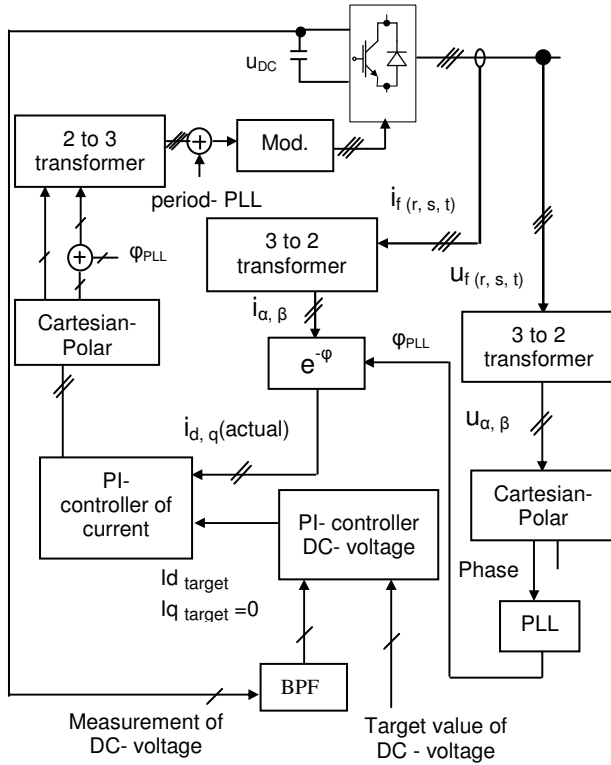 uDC
2 to 3
transformer
+
Mod.
period- PLL
if (r, s, t)
3 to 2
transformer
uf (r, s, t)
+
φPLL
iα, β
Cartesian-
Polar
e-φ
φPLL
3 to 2
transformer
uα, β
id, q(actual)
PI-
controller of
current
PI- controller
DC- voltage
Cartesian-
Polar
Phase
Id target
Iq target =0
PLL
BPF
Measurement of
DC- voltage
Target value of
DC - voltage